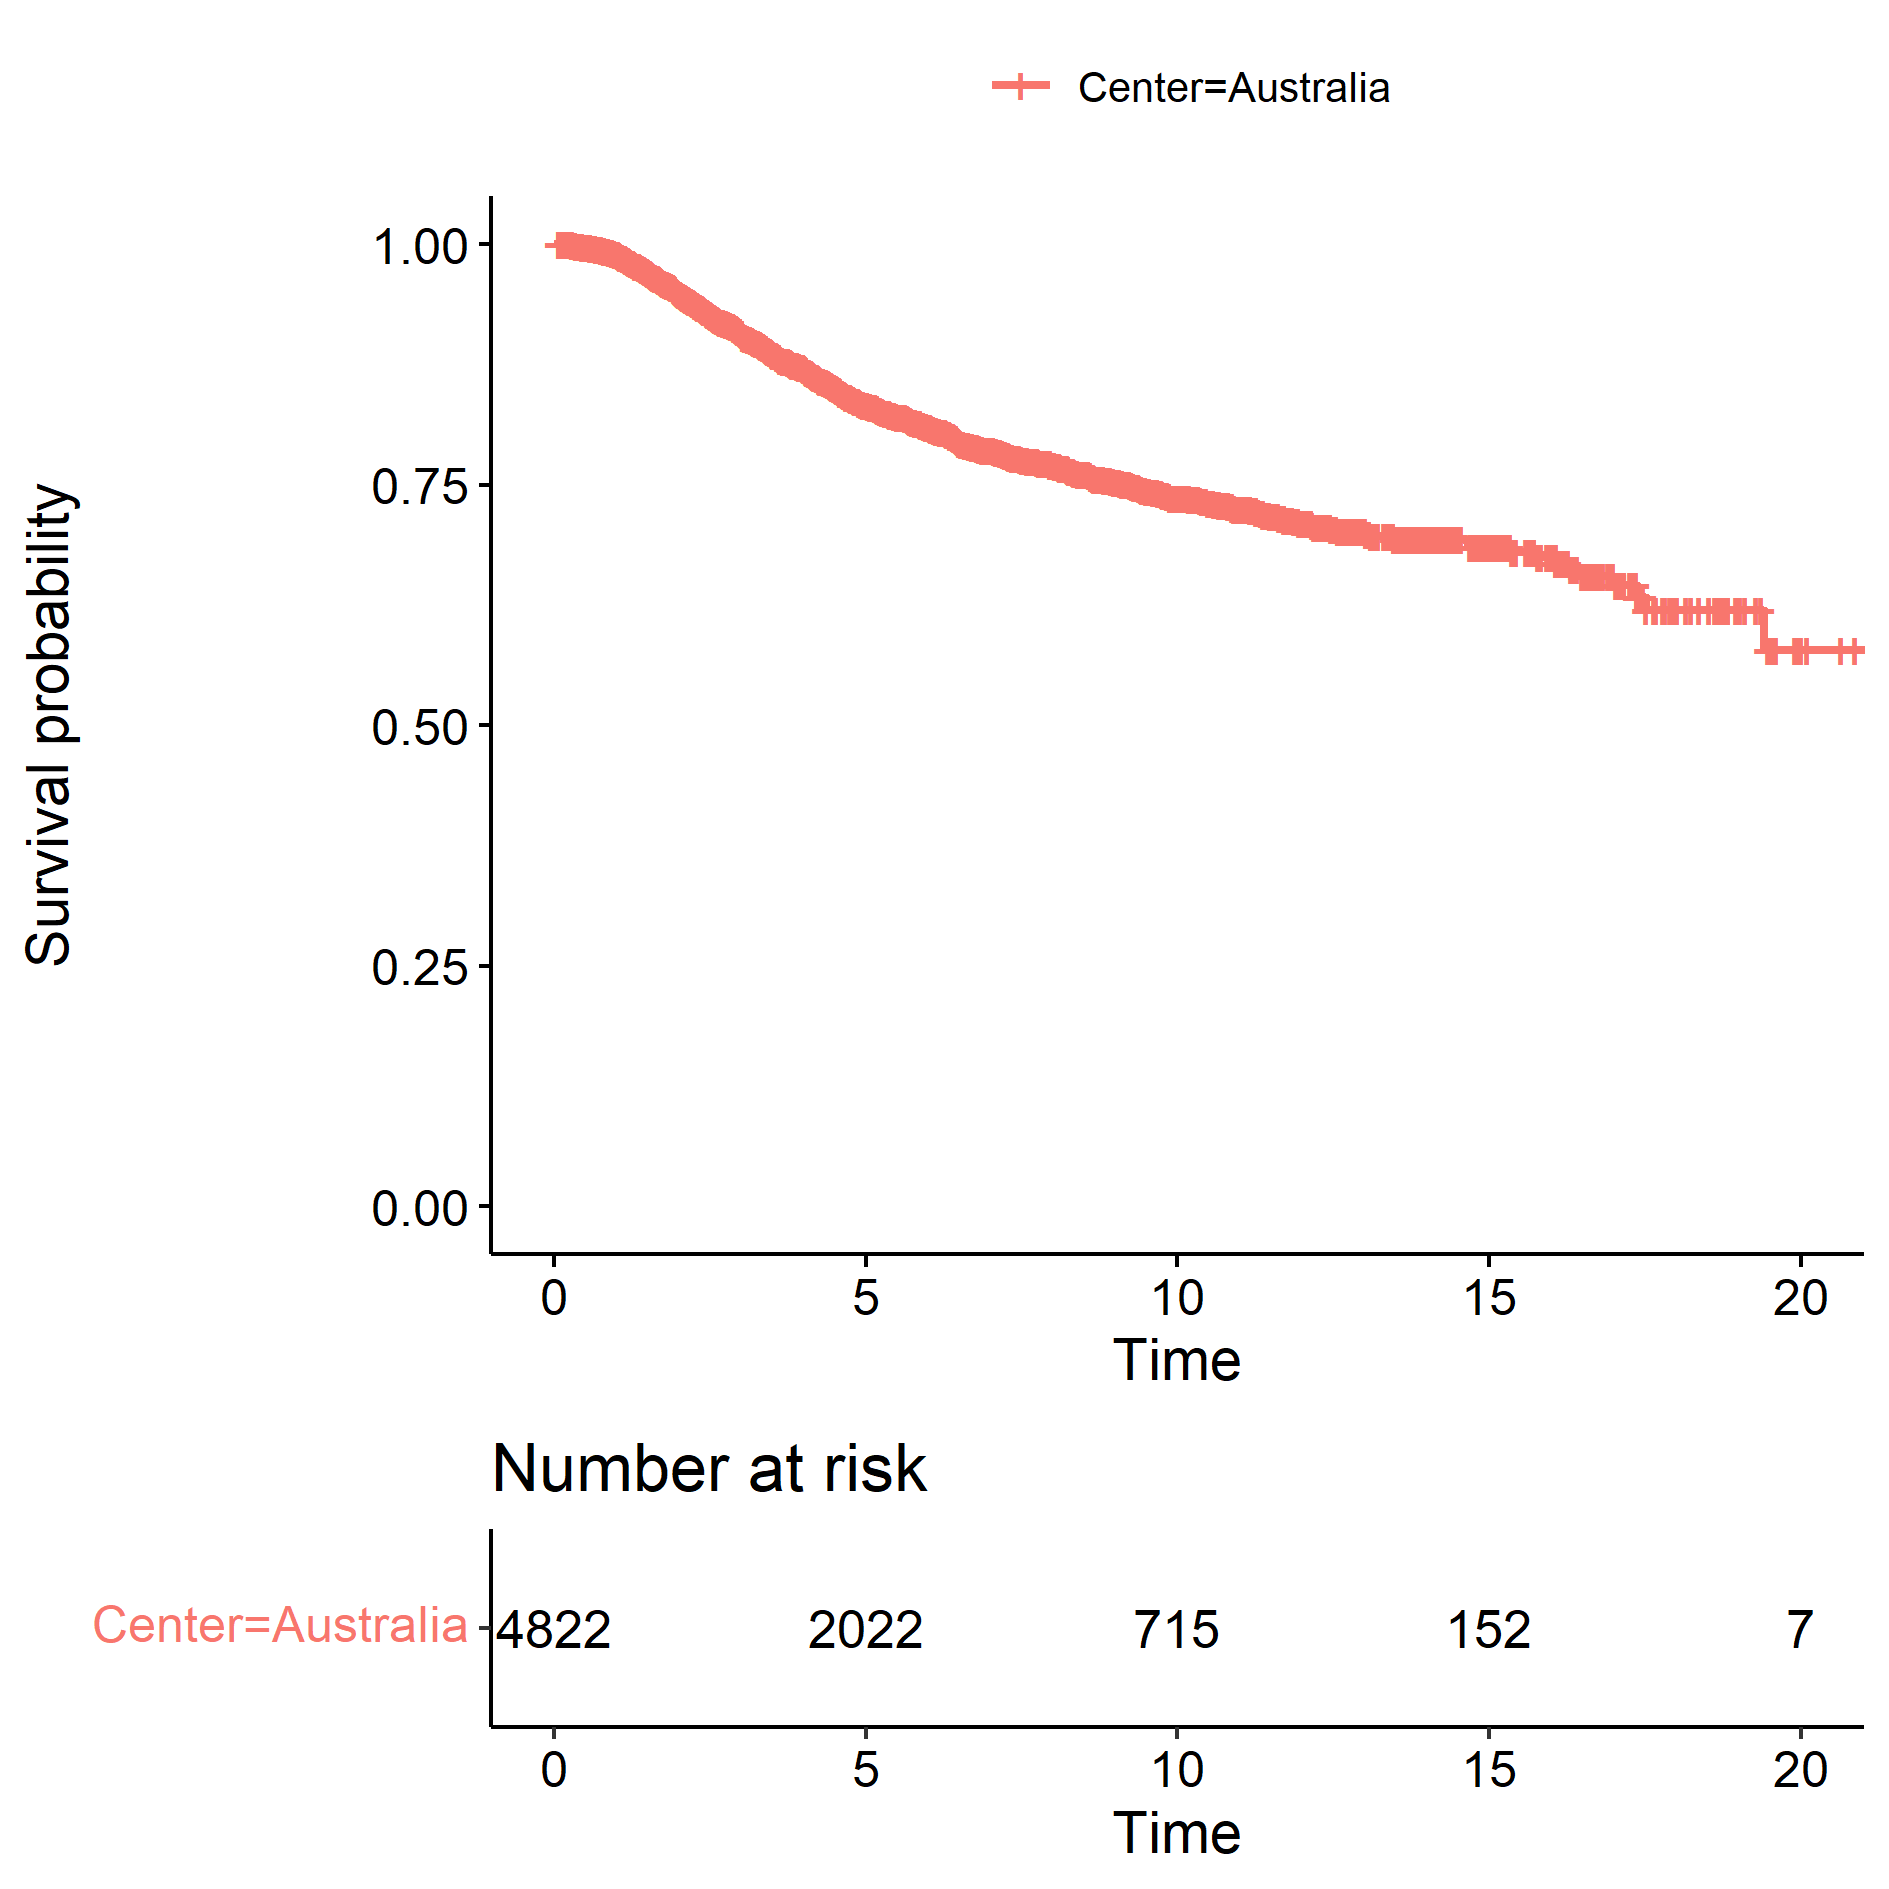 Center=Australia
Survival probability
1.00
0.75
0.50
0.25
0.00
0 5 10 15 20
Time
Number at risk
Center=Australia 4822 2022 715 152 7
0 5 10 15 20
Time